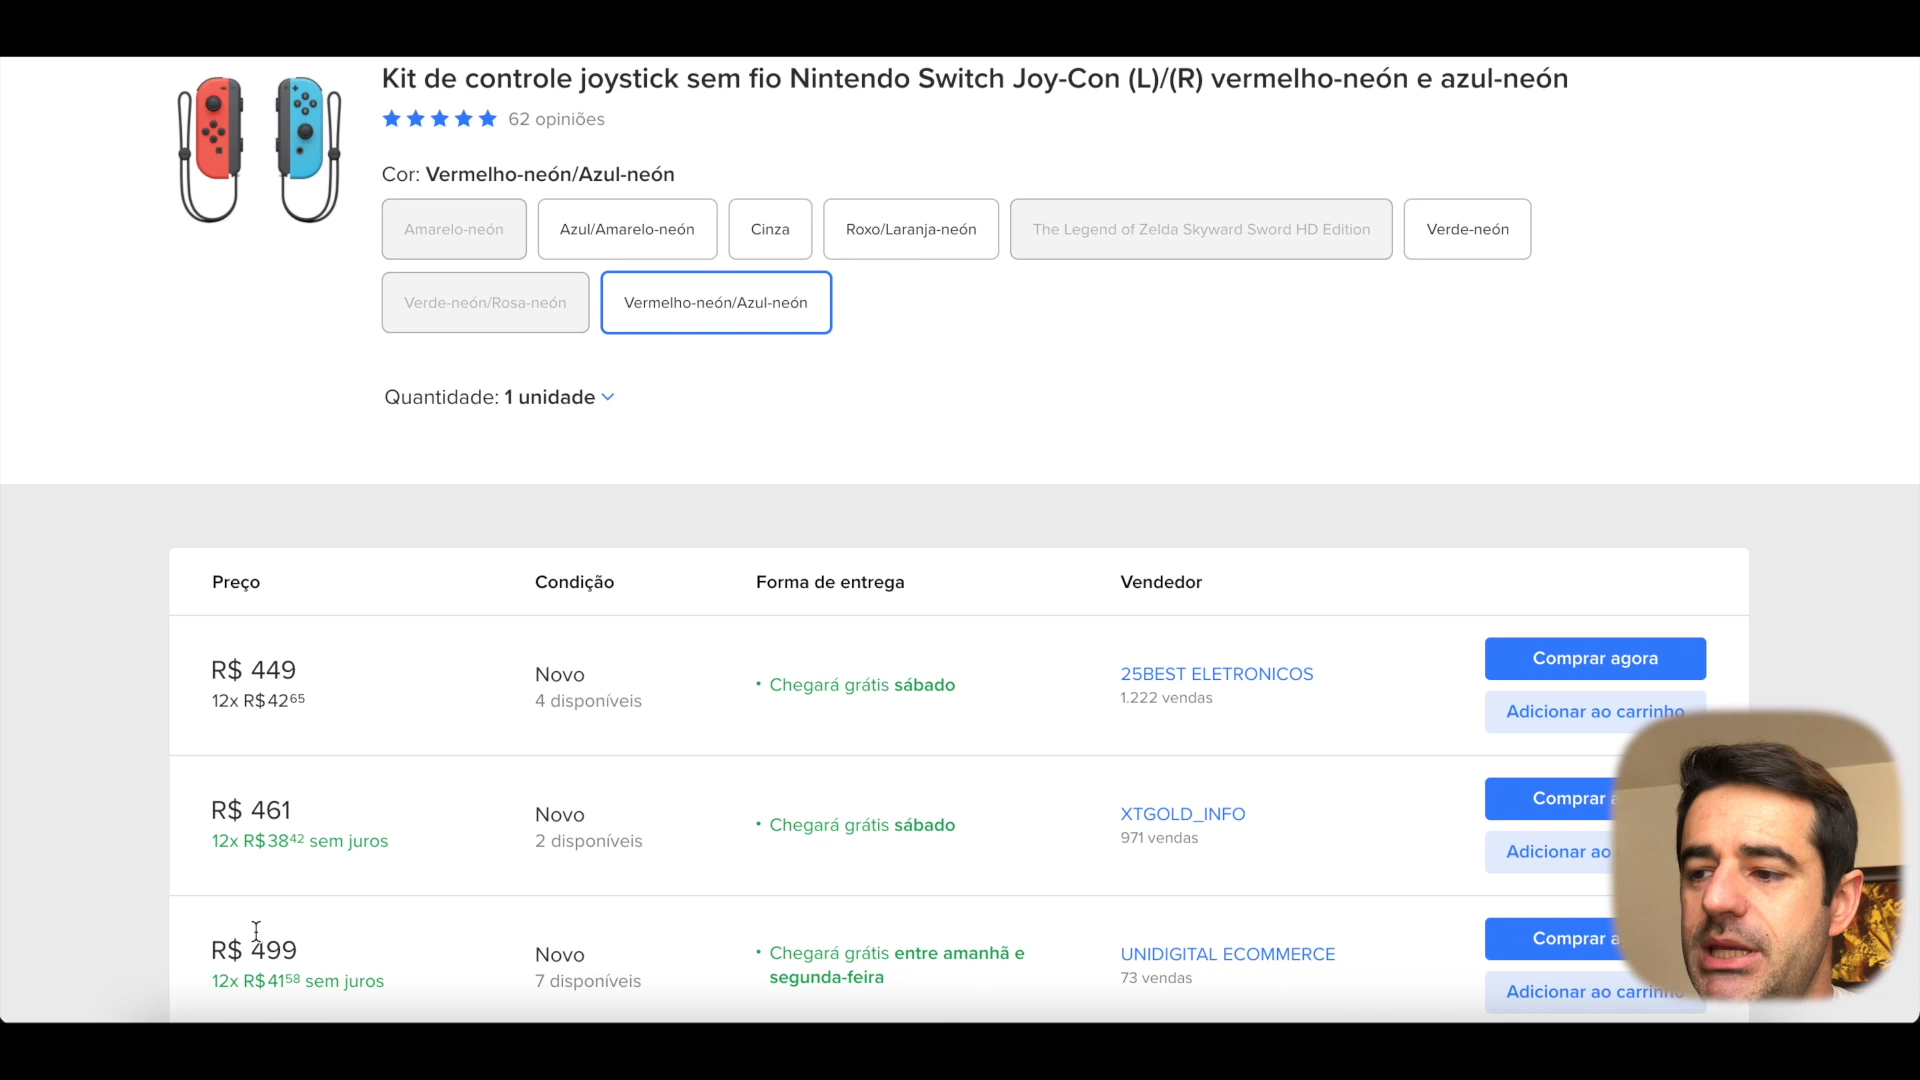 Kit de controle joystick sem fio Nintendo Switch Joy-Con (L)/(R) vermelho-neón e azul-neón
62 opiniões
Cor: Vermelho-neón/Azul-neón
Amarelo-neón
Azul/Amarelo-neón
Cinza
Roxo/Laranja-neón
The Legend of Zelda Skyward Sword HD Edition
Verde-neón
Verde-neón/Rosa-neón
Vermelho-neón/Azul-neón
Quantidade: 1 unidade
Preço
Condição
Forma de entrega
Vendedor
R$ 449
12x R$42⁶⁵
Novo
4 disponíveis
• Chegará grátis sábado
25BEST ELETRONICOS
1.222 vendas
Comprar agora
Adicionar ao carrinho
R$ 461
12x R$38⁴² sem juros
Novo
2 disponíveis
• Chegará grátis sábado
XTGOLD_INFO
971 vendas
Comprar
Adicionar ao
R$ 499
12x R$41⁵⁸ sem juros
Novo
7 disponíveis
• Chegará grátis entre amanhã e
segunda-feira
UNIDIGITAL ECOMMERCE
73 vendas
Comprar
Adicionar ao carrinho